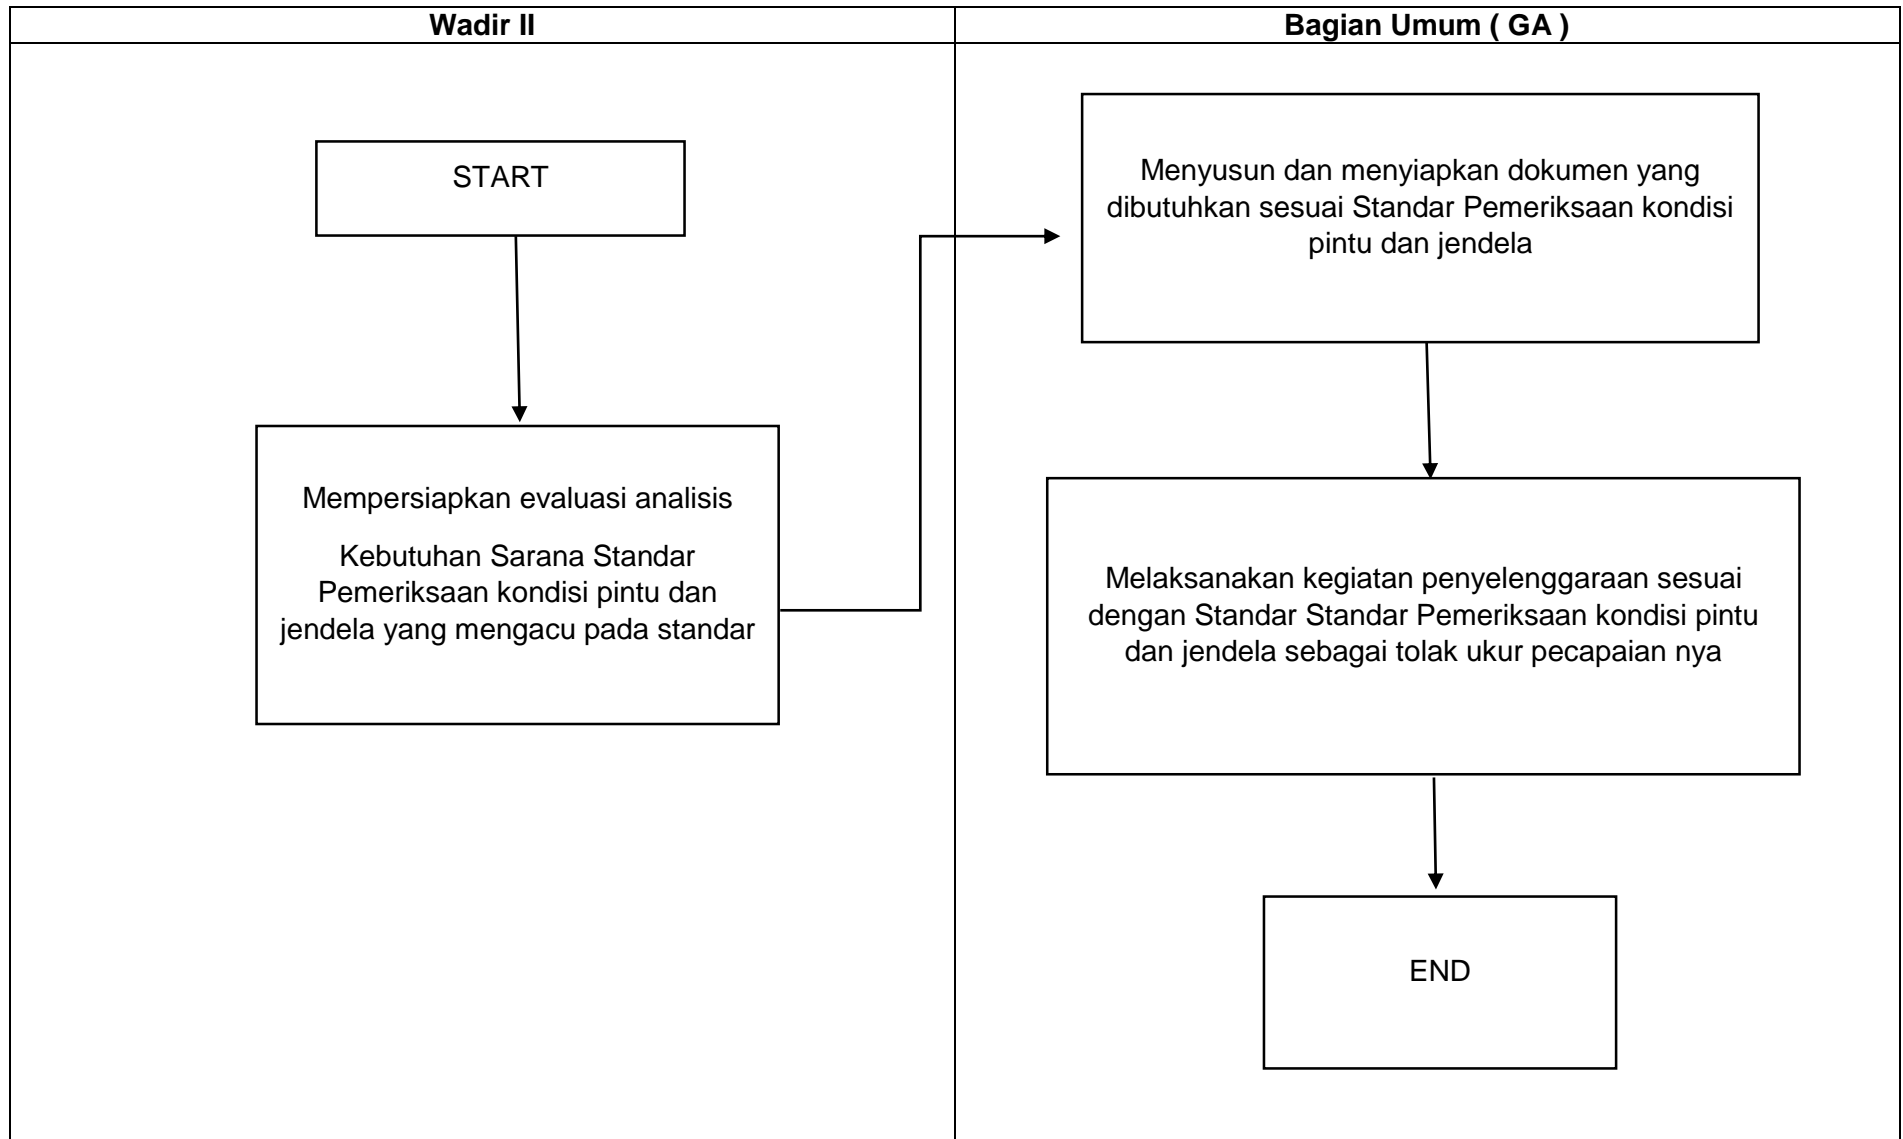 Wadir II
Bagian Umum ( GA )
START
Mempersiapkan evaluasi analisis
Kebutuhan Sarana Standar
Pemeriksaan kondisi pintu dan
jendela yang mengacu pada standar
Menyusun dan menyiapkan dokumen yang
dibutuhkan sesuai Standar Pemeriksaan kondisi
pintu dan jendela
Melaksanakan kegiatan penyelenggaraan sesuai
dengan Standar Standar Pemeriksaan kondisi pintu
dan jendela sebagai tolak ukur pecapaian nya
END